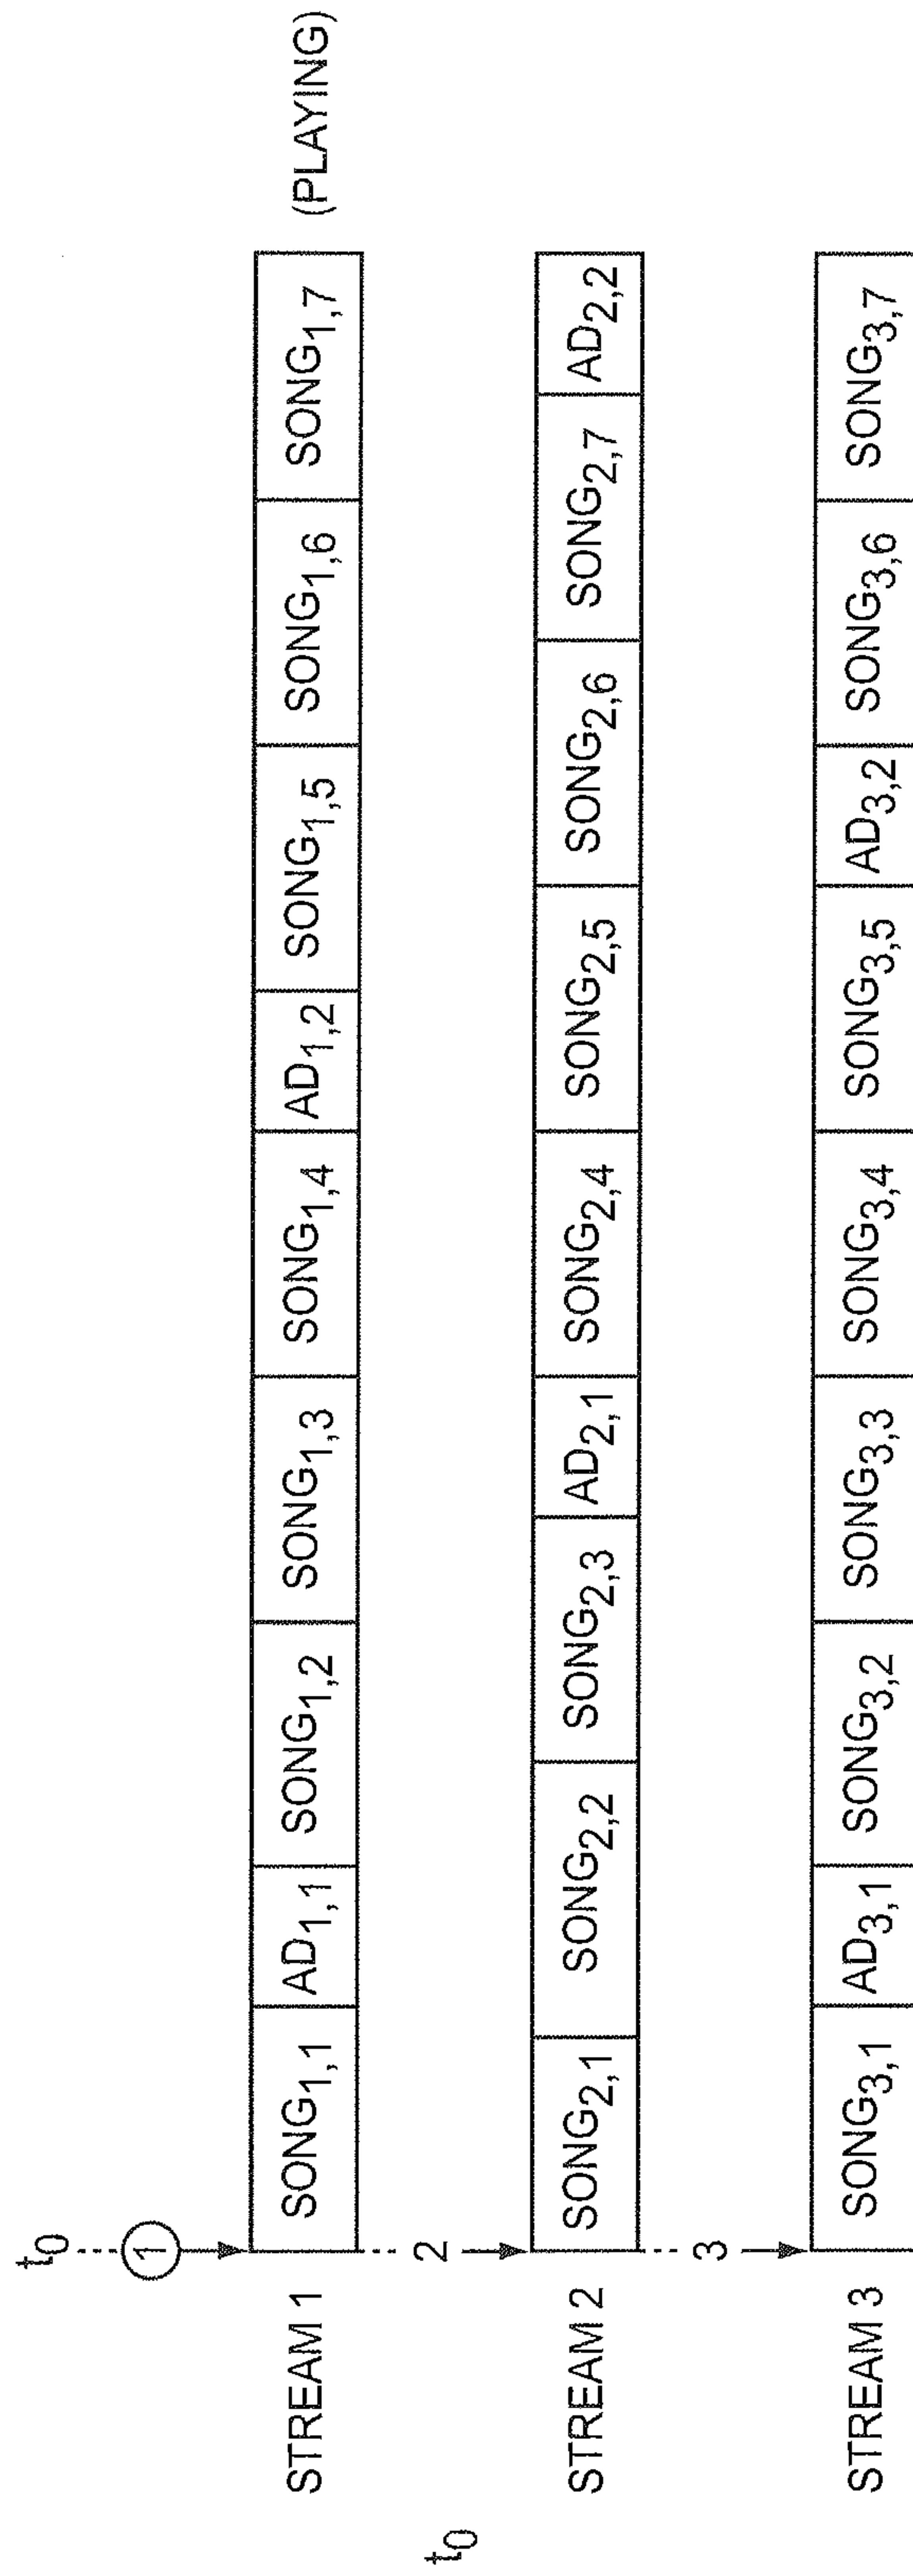 t0
1
STREAM 1 SONG1,1 AD1,1 SONG1,2 SONG1,3 SONG1,4 AD1,2 SONG1,5 SONG1,6 SONG1,7 (PLAYING)
t0
2
STREAM 2 SONG2,1 SONG2,2 SONG2,3 AD2,1 SONG2,4 SONG2,5 SONG2,6 SONG2,7 AD2,2
3
STREAM 3 SONG3,1 AD3,1 SONG3,2 SONG3,3 SONG3,4 SONG3,5 AD3,2 SONG3,6 SONG3,7